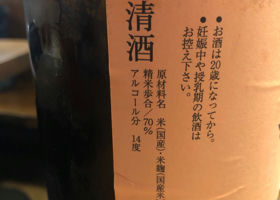 ●お酒は20歳になってから。
●妊娠中や授乳期の飲酒は
お控え下さい。
清酒
原材料名 米(国産)・米麹(国産米)
精米歩合/70%
アルコール分 14度